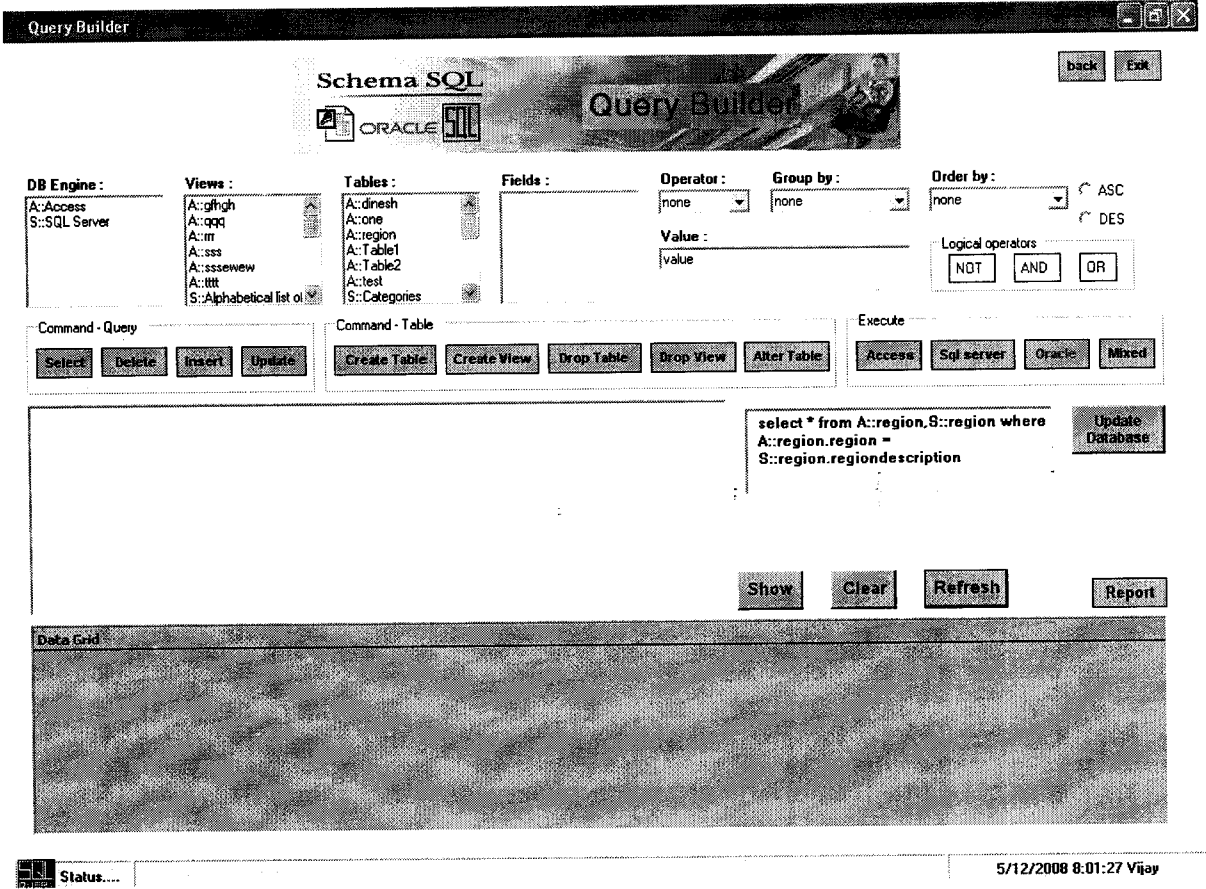 Query Builder
back Exit
Schema SQL
Query Builder
ORACLE SQL
DB Engine : Views : Tables : Fields : Operator : Group by : Order by :
A::Access
S::SQL Server
A::gfhgh
A::qqq
A::rrr
A::sss
A::sssewew
A::tttt
S::Alphabetical list of
A::dinesh
A::one
A::region
A::Table1
A::Table2
A::test
S::Categories
none none none
ASC
DES
Value :
value
Logical operators
NOT AND OR
Command - Query
Select Delete Insert Update
Command - Table
Create Table Create View Drop Table Drop View Alter Table
Execute
Access Sql server Oracle Mixed
select * from A::region,S::region where
A::region.region =
S::region.regiondescription
Update
Database
Show Clear Refresh Report
Data Grid
SQL
Status....
5/12/2008 8:01:27 Vijay